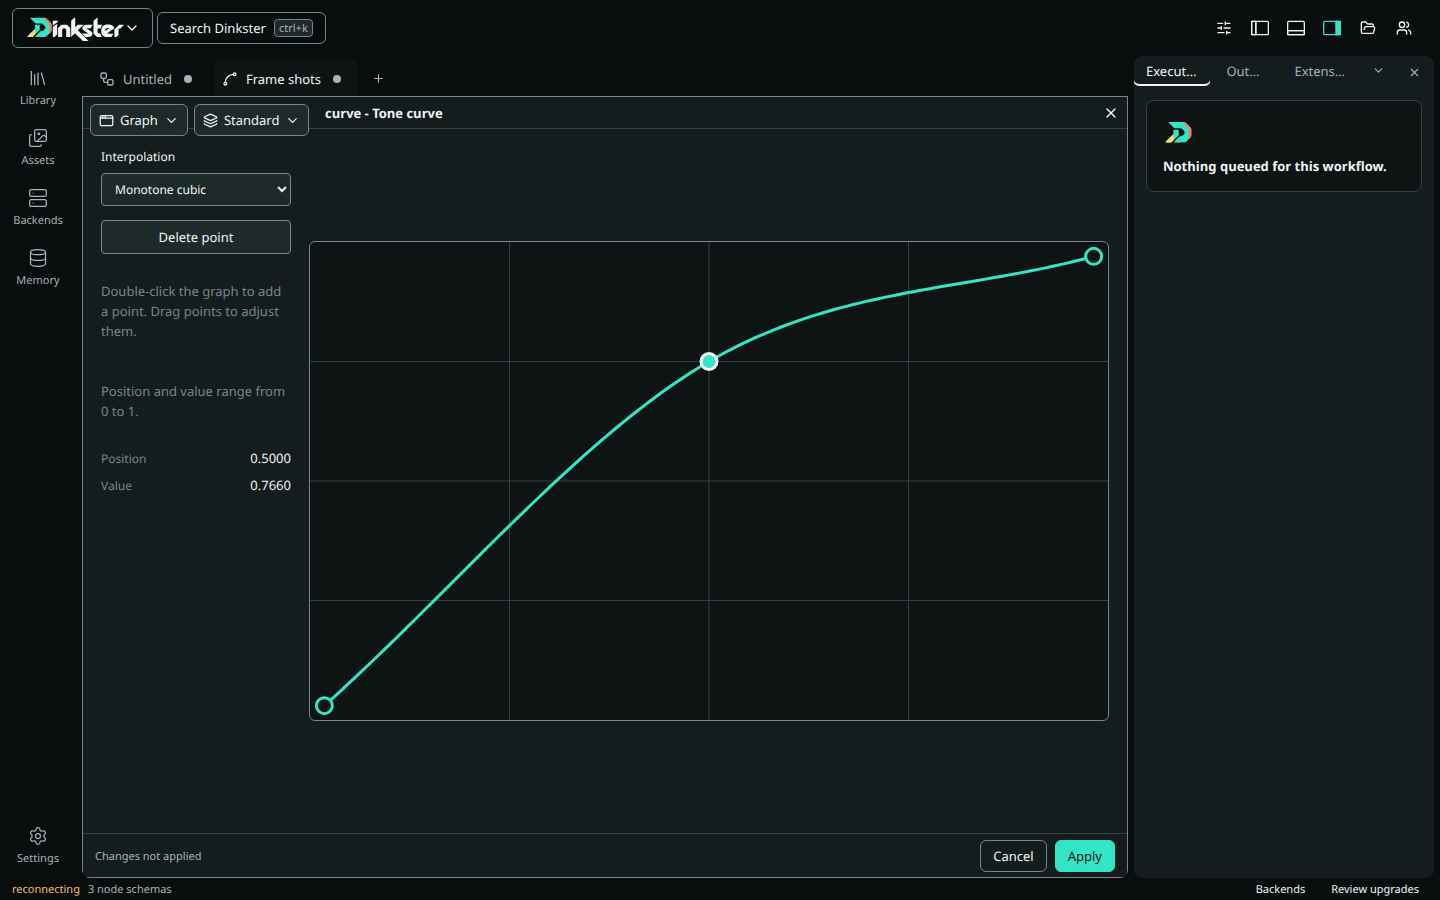 Dinkster
Search Dinkster ctrl+k
Library
Assets
Backends
Memory
Settings
Untitled
Frame shots
Graph
Standard
curve - Tone curve
Interpolation
Monotone cubic
Delete point
Double-click the graph to add
a point. Drag points to adjust
them.
Position and value range from
0 to 1.
Position 0.5000
Value 0.7660
Changes not applied
Cancel
Apply
Execut...
Out...
Extens...
Nothing queued for this workflow.
reconnecting 3 node schemas
Backends
Review upgrades